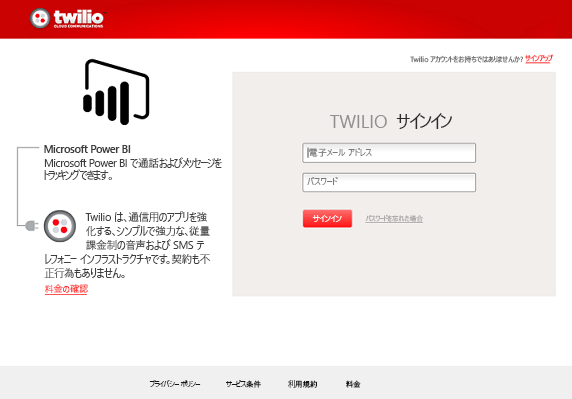 twilio
CLOUD COMMUNICATIONS
Twilio アカウントをお持ちではありませんか? サインアップ
TWILIO サインイン
電子メール アドレス
パスワード
サインイン パスワードを忘れた場合
Microsoft Power BI
Microsoft Power BI で通話およびメッセージを
トラッキングできます。
Twilio は、通信用のアプリを強
化する、シンプルで強力な、従量
課金制の音声および SMS テ
レフォニー インフラストラクチャです。契約も不
正行為もありません。
料金の確認
プライバシー ポリシー サービス条件 利用規約 料金